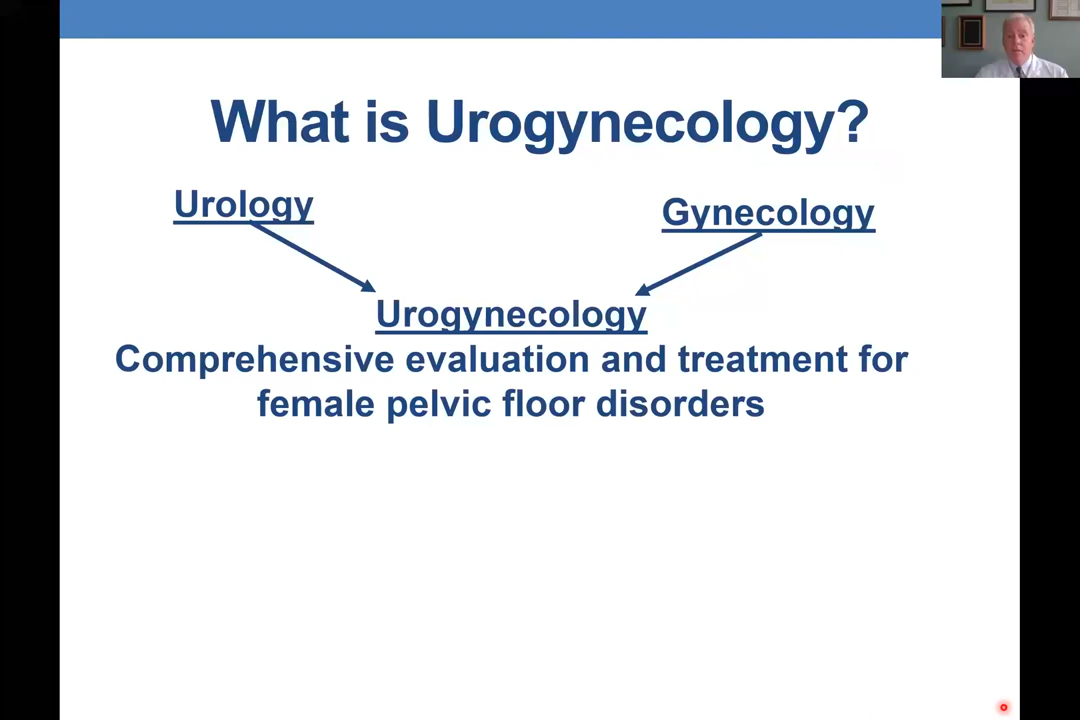 What is Urogynecology?
Urology
Gynecology
Urogynecology
Comprehensive evaluation and treatment for
female pelvic floor disorders